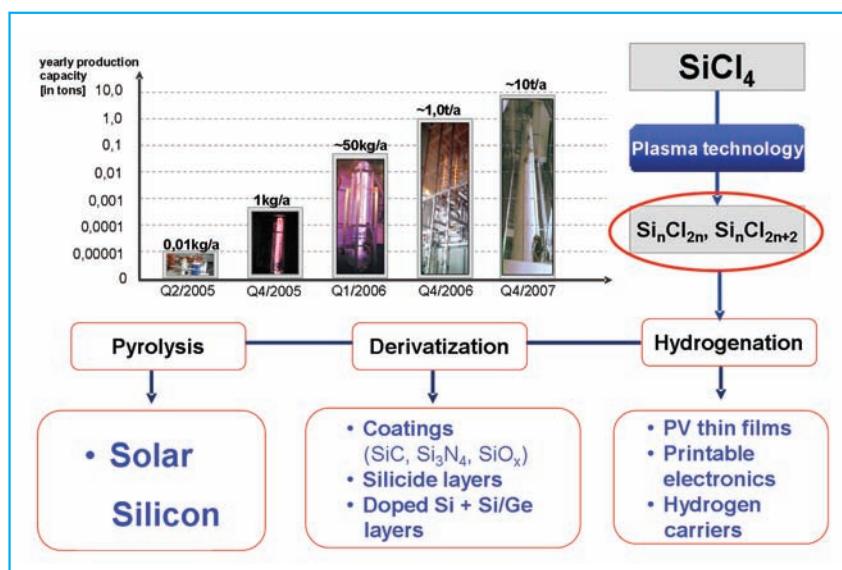 yearly production
capacity
[in tons]
10,0
1,0
0,1
0,001
0,0001
0,00001
0
0,01kg/a
1kg/a
~50kg/a
~1,0t/a
~10t/a
Q2/2005
Q4/2005
Q1/2006
Q4/2006
Q4/2007
SiCl₄
Plasma technology
SiₙCl₂ₙ, SiₙCl₂ₙ₊₂
Pyrolysis
Derivatization
Hydrogenation
• Solar
Silicon
• Coatings
(SiC, Si₃N₄, SiOₓ)
• Silicide layers
• Doped Si + Si/Ge
layers
• PV thin films
• Printable
electronics
• Hydrogen
carriers